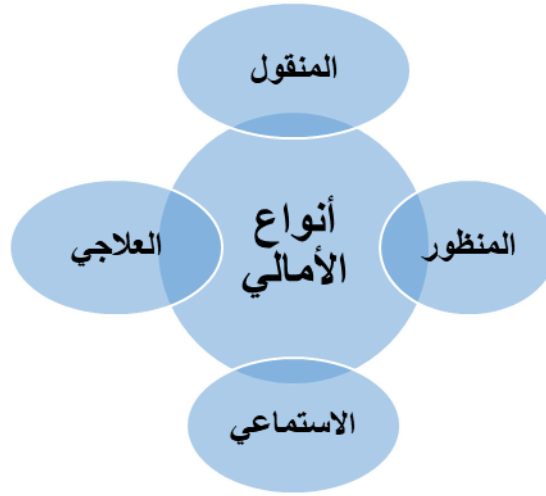 المنقول
أنواع
الأمالي
المنظور
العلاجي
الاستماعي